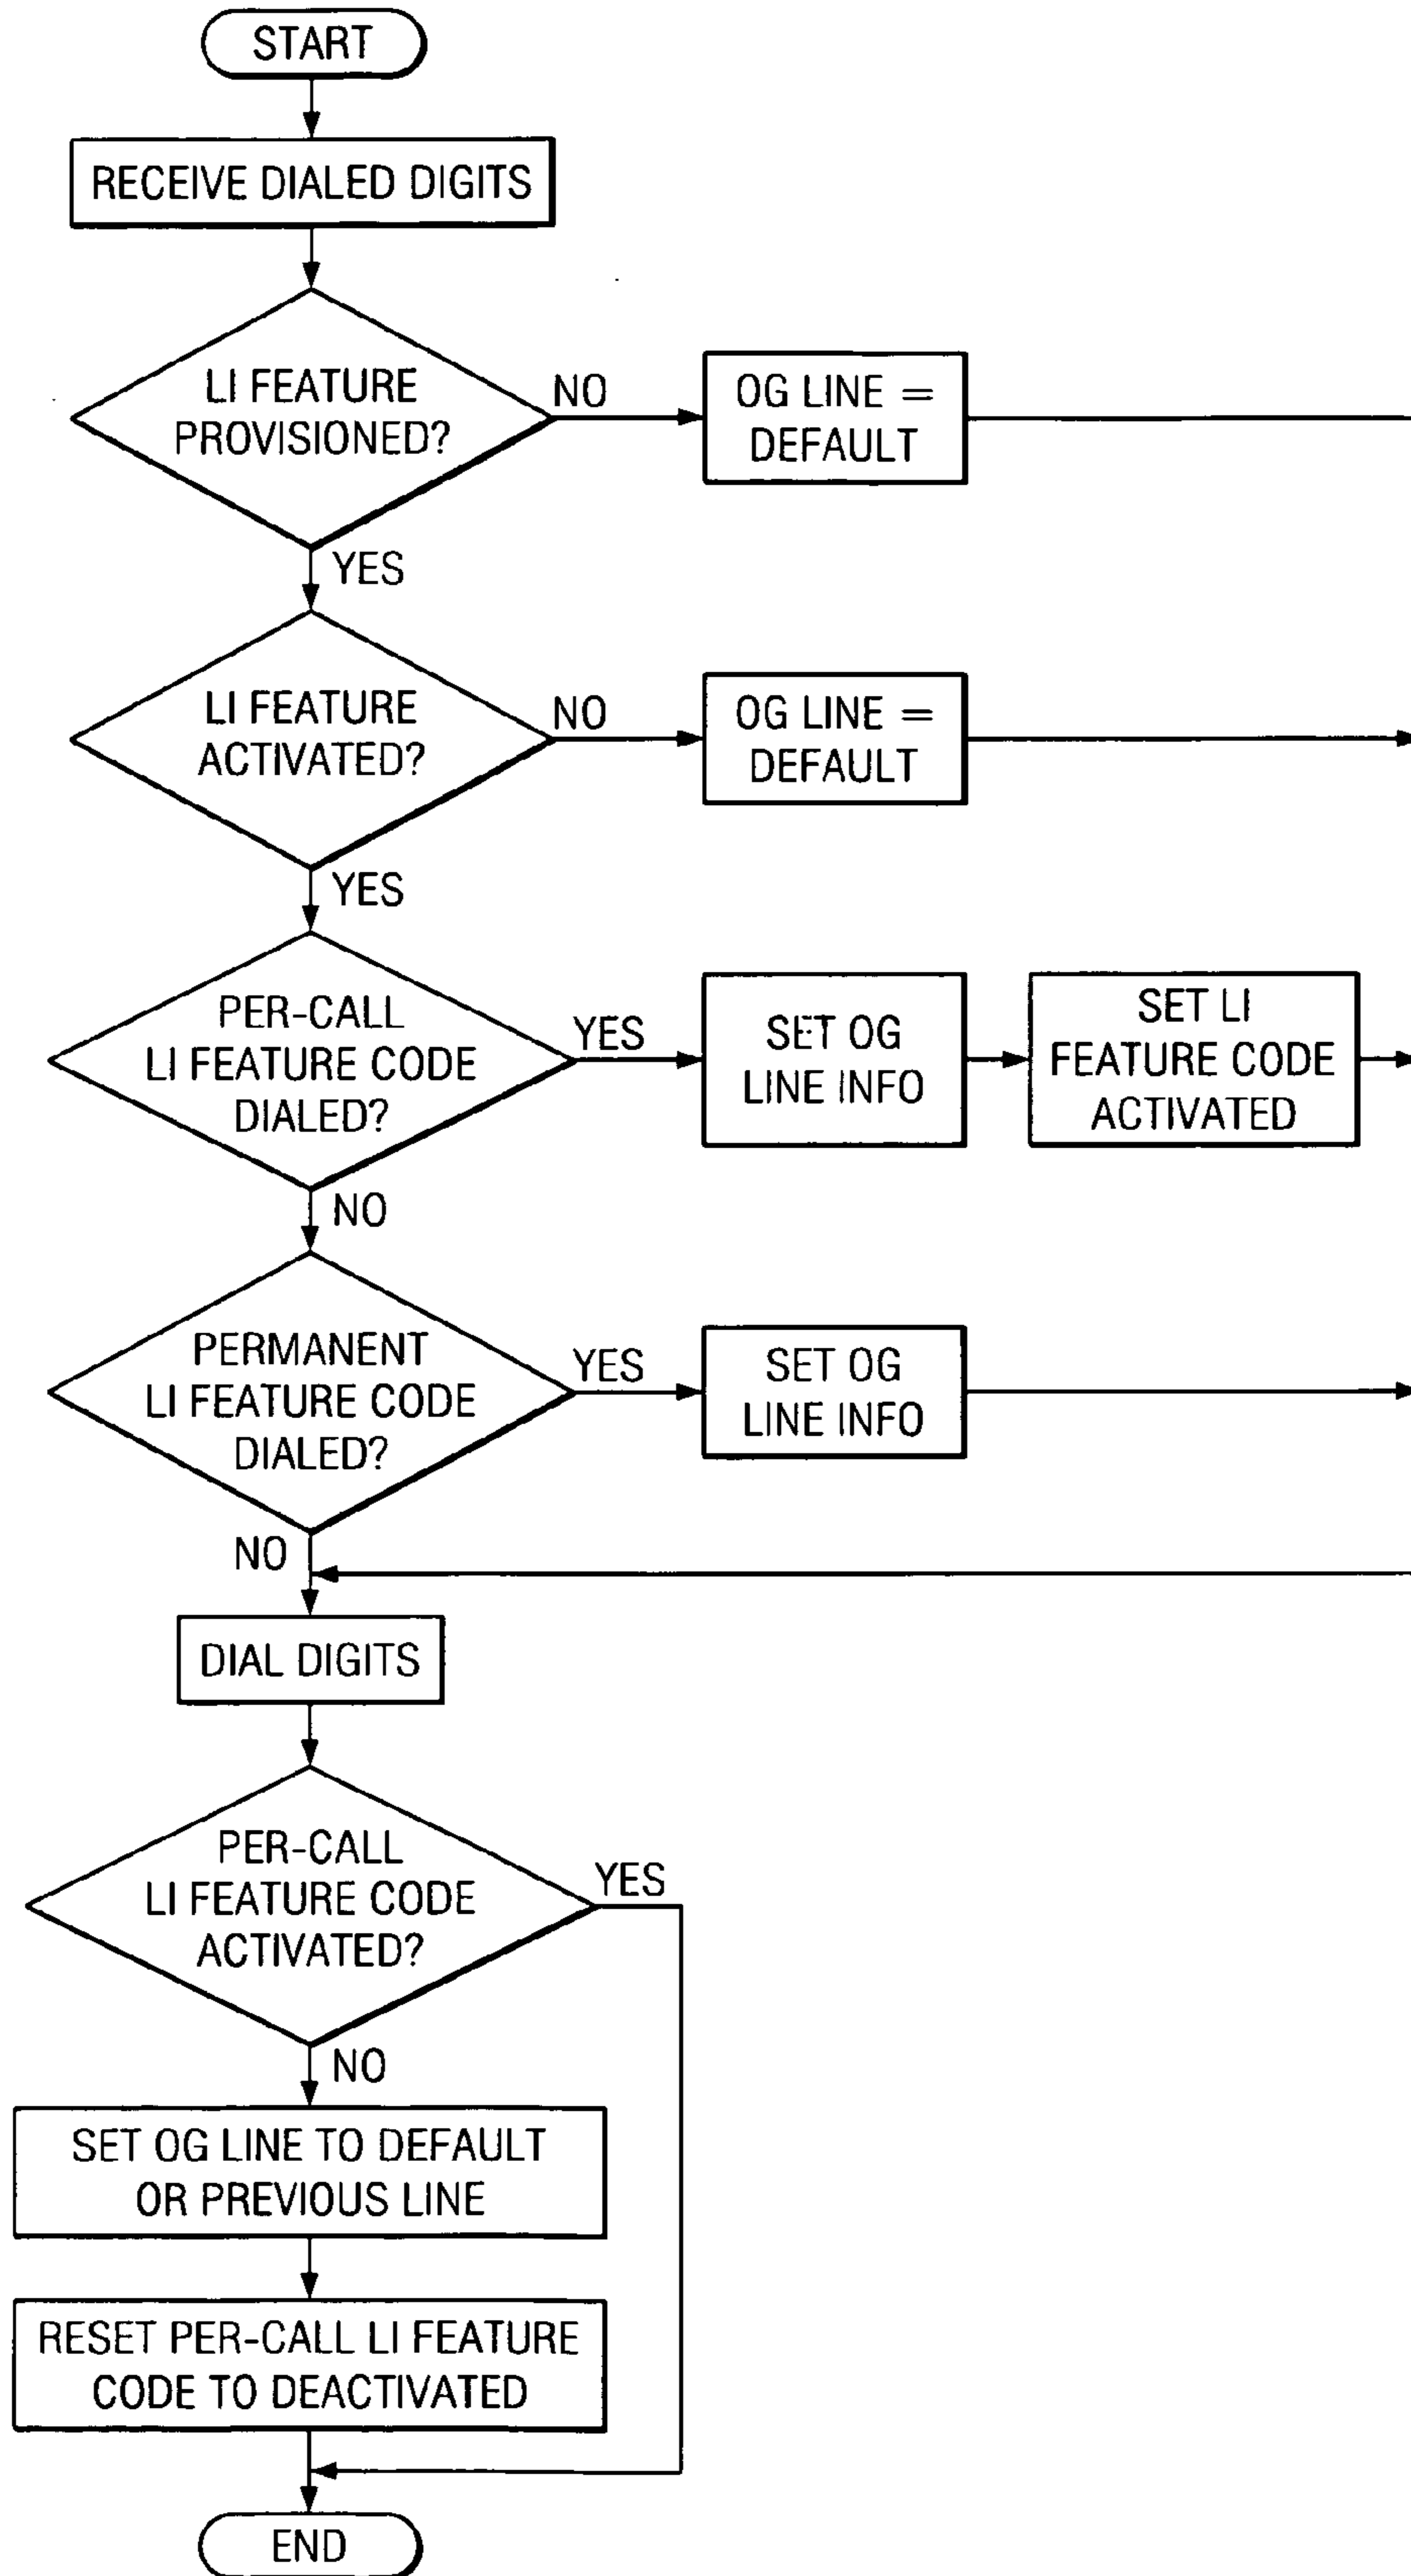 START
RECEIVE DIALED DIGITS
LI FEATURE
PROVISIONED?
NO
OG LINE =
DEFAULT
YES
LI FEATURE
ACTIVATED?
NO
OG LINE =
DEFAULT
YES
PER-CALL
LI FEATURE CODE
DIALED?
YES
SET OG
LINE INFO
SET LI
FEATURE CODE
ACTIVATED
NO
PERMANENT
LI FEATURE CODE
DIALED?
YES
SET OG
LINE INFO
NO
DIAL DIGITS
PER-CALL
LI FEATURE CODE
ACTIVATED?
YES
NO
SET OG LINE TO DEFAULT
OR PREVIOUS LINE
RESET PER-CALL LI FEATURE
CODE TO DEACTIVATED
END